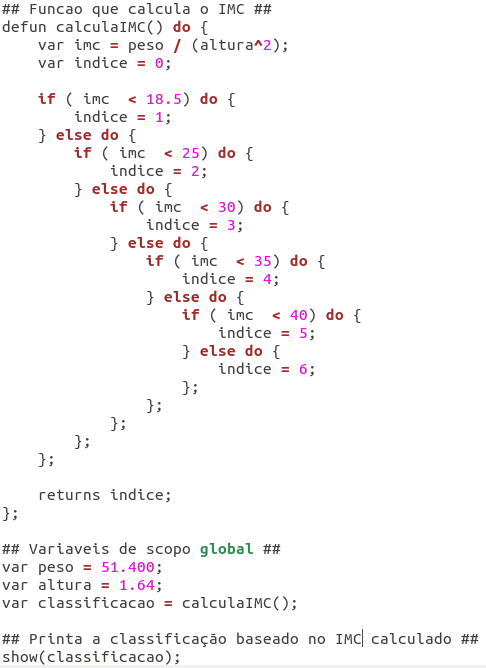 ## Funcao que calcula o IMC ##
defun calculaIMC() do {
    var imc = peso / (altura^2);
    var indice = 0;

    if ( imc  < 18.5) do {
        indice = 1;
    } else do {
        if ( imc  < 25) do {
            indice = 2;
        } else do {
            if ( imc  < 30) do {
                indice = 3;
            } else do {
                if ( imc  < 35) do {
                    indice = 4;
                } else do {
                    if ( imc  < 40) do {
                        indice = 5;
                    } else do {
                        indice = 6;
                    };
                };
            };
        };
    };

    returns indice;
};

## Variaveis de scopo global ##
var peso = 51.400;
var altura = 1.64;
var classificacao = calculaIMC();

## Printa a classificação baseado no IMC calculado ##
show(classificacao);